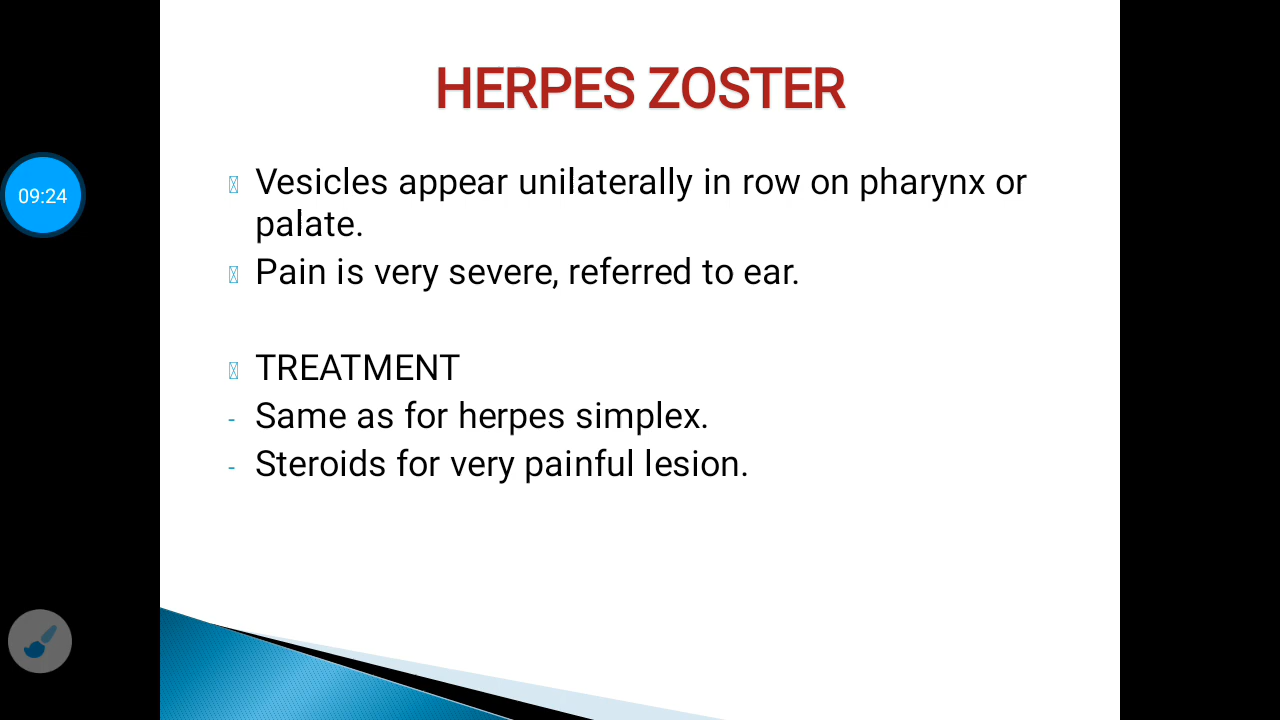 HERPES ZOSTER
09:24
Vesicles appear unilaterally in row on pharynx or
palate.
Pain is very severe, referred to ear.
TREATMENT
- Same as for herpes simplex.
- Steroids for very painful lesion.